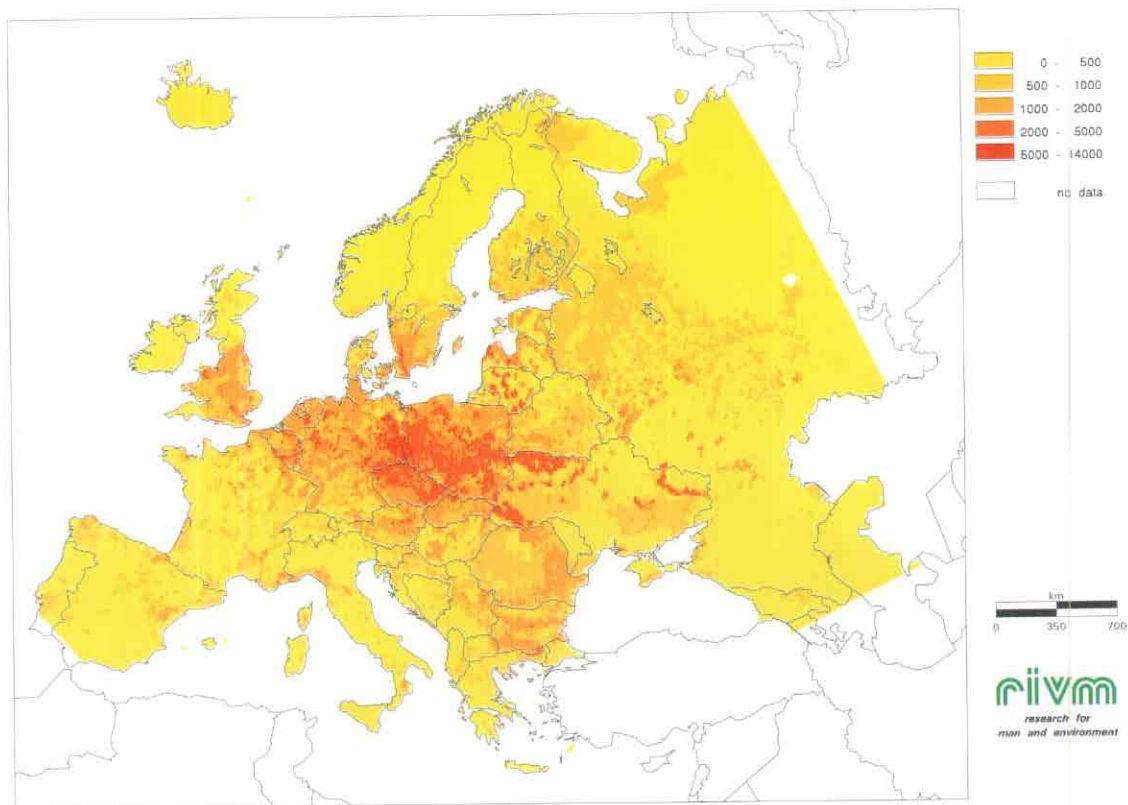 0 - 500
500 - 1000
1000 - 2000
2000 - 5000
5000 - 14000
no data
km
0 350 700
rivm
research for
man and environment